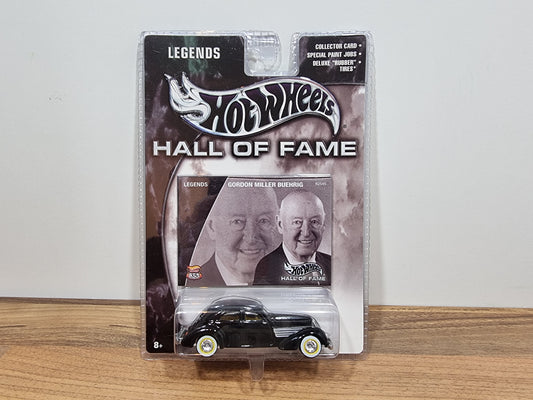 LEGENDS
COLLECTOR CARD •
SPECIAL PAINT JOBS •
DELUXE "RUBBER" •
TIRES*
HOT WHEELS
HALL OF FAME
LEGENDS GORDON MILLER BUEHRIG
HOT WHEELS
HALL OF FAME
8+